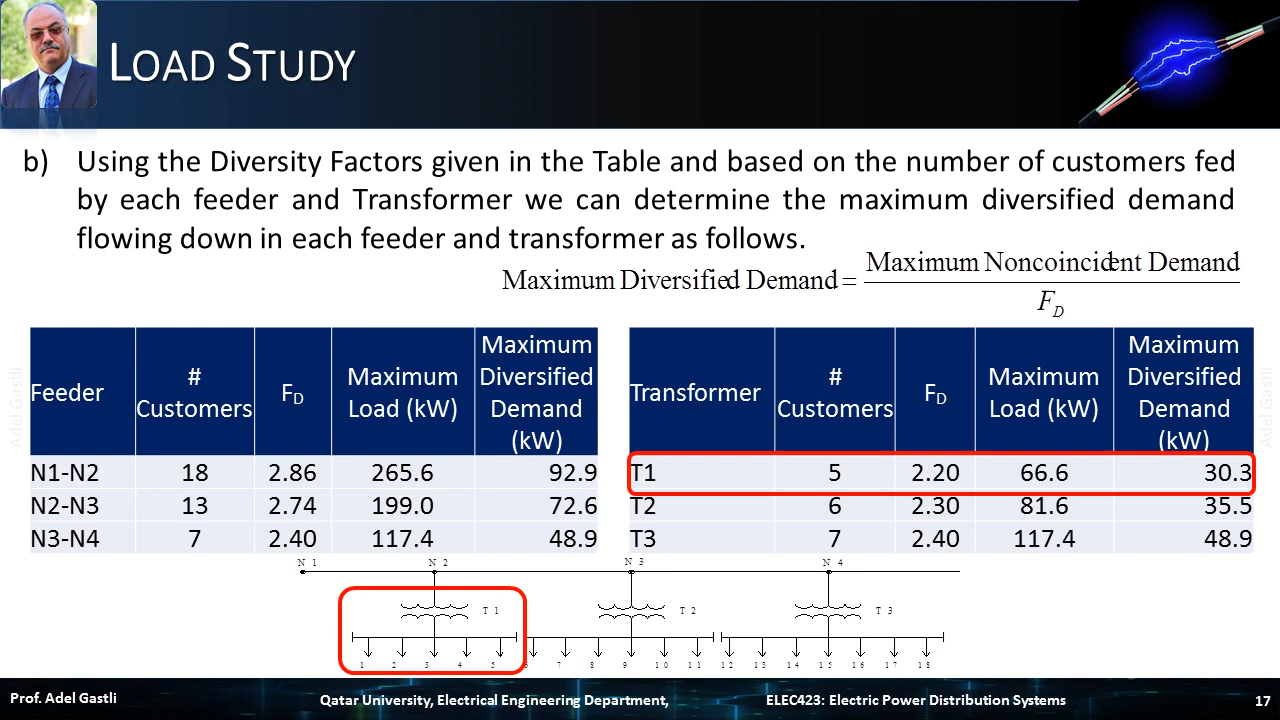 LOAD STUDY
b) Using the Diversity Factors given in the Table and based on the number of customers fed
by each feeder and Transformer we can determine the maximum diversified demand
flowing down in each feeder and transformer as follows.
Maximum Diversified Demand = Maximum Noncoincident Demand / F_D
Feeder # Customers F_D Maximum Load (kW) Maximum Diversified Demand (kW)
N1-N2 18 2.86 265.6 92.9
N2-N3 13 2.74 199.0 72.6
N3-N4 7 2.40 117.4 48.9
Transformer # Customers F_D Maximum Load (kW) Maximum Diversified Demand (kW)
T1 5 2.20 66.6 30.3
T2 6 2.30 81.6 35.5
T3 7 2.40 117.4 48.9
N 1 N 2 N 3 N 4
T 1 T 2 T 3
1 2 3 4 5 6 7 8 9 10 11 12 13 14 15 16 17 18
Adel Gastli
Adel Gastli
Prof. Adel Gastli Qatar University, Electrical Engineering Department, ELEC423: Electric Power Distribution Systems 17